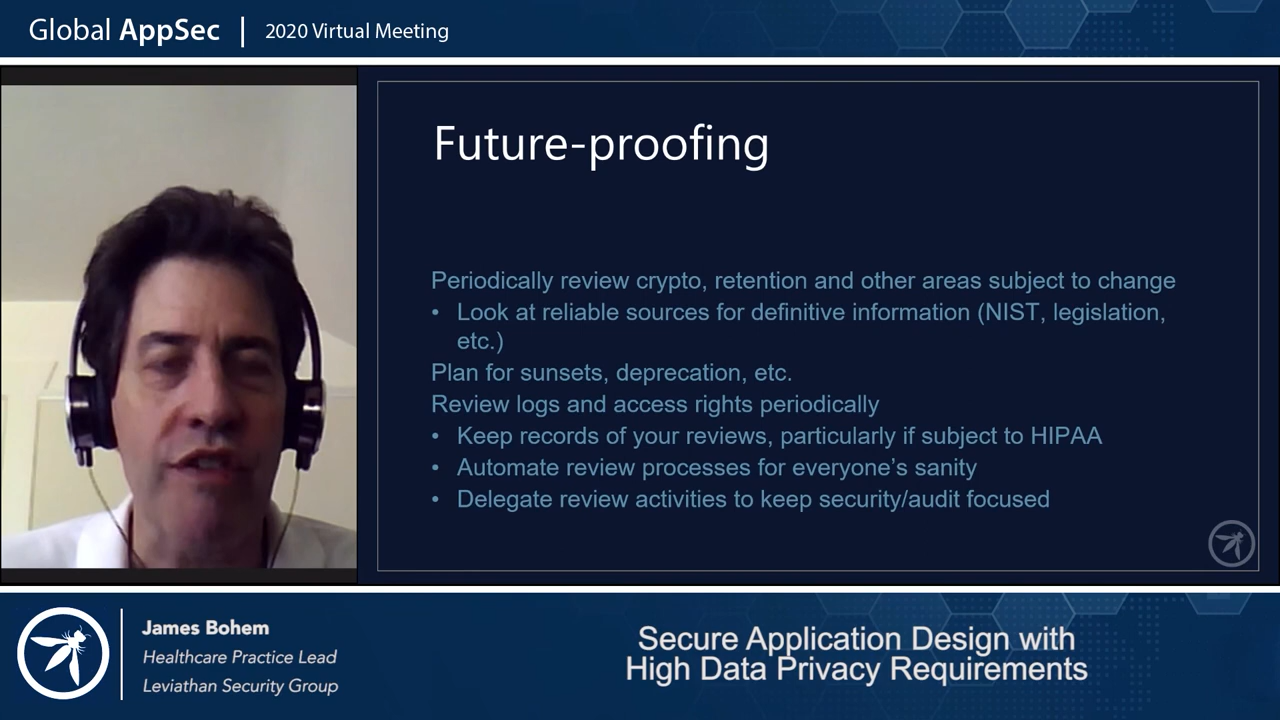 Global AppSec | 2020 Virtual Meeting
Future-proofing
Periodically review crypto, retention and other areas subject to change
• Look at reliable sources for definitive information (NIST, legislation,
etc.)
Plan for sunsets, deprecation, etc.
Review logs and access rights periodically
• Keep records of your reviews, particularly if subject to HIPAA
• Automate review processes for everyone’s sanity
• Delegate review activities to keep security/audit focused
James Bohem
Healthcare Practice Lead
Leviathan Security Group
Secure Application Design with
High Data Privacy Requirements